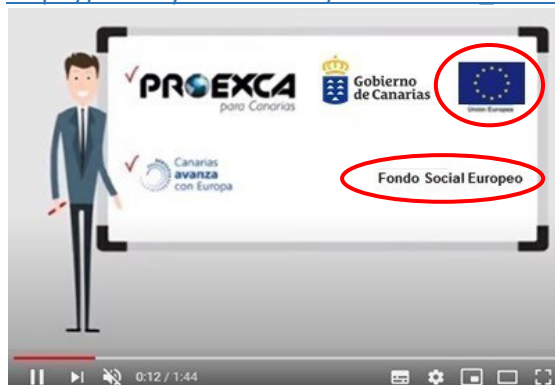 PROEXCA
para Canarias
Gobierno
de Canarias
Unión Europea
Canarias
avanza
con Europa
Fondo Social Europeo
0:12 / 1:44